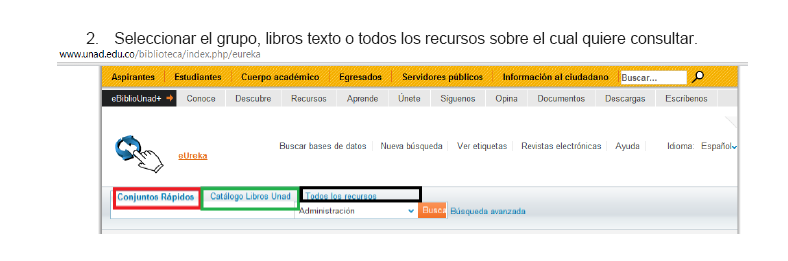 2. Seleccionar el grupo, libros texto o todos los recursos sobre el cual quiere consultar.
www.unad.edu.co/biblioteca/index.php/eureka
Aspirantes Estudiantes Cuerpo académico Egresados Servidores públicos Información al ciudadano Buscar...
eBiblioUnad+ Conoce Descubre Recursos Aprende Únete Síguenos Opina Documentos Descargas Escríbenos
Buscar bases de datos Nueva búsqueda Ver etiquetas Revistas electrónicas Ayuda Idioma: Español
eUreka
Conjuntos Rápidos Catálogo Libros Unad Todos los recursos
Administración Busca Búsqueda avanzada